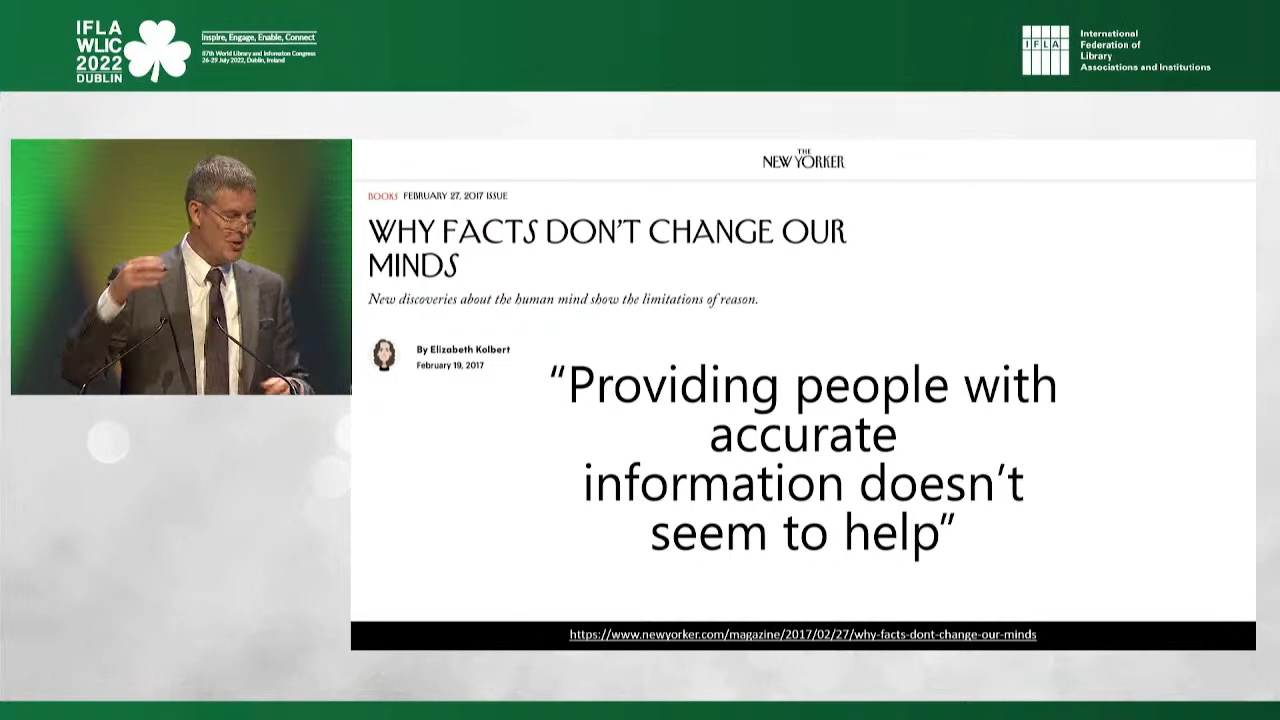 IFLA
WLIC
2022
DUBLIN
Inspire, Engage, Enable, Connect
87th World Library and Infomation Congress
26-29 July 2022, Dublin, Ireland
IFLA
International
Federation of
Library
Associations and Institutions
THE
NEW YORKER
BOOKS FEBRUARY 27, 2017 ISSUE
WHY FACTS DON'T CHANGE OUR
MINDS
New discoveries about the human mind show the limitations of reason.
By Elizabeth Kolbert
February 19, 2017
“Providing people with
accurate
information doesn’t
seem to help”
https://www.newyorker.com/magazine/2017/02/27/why-facts-dont-change-our-minds